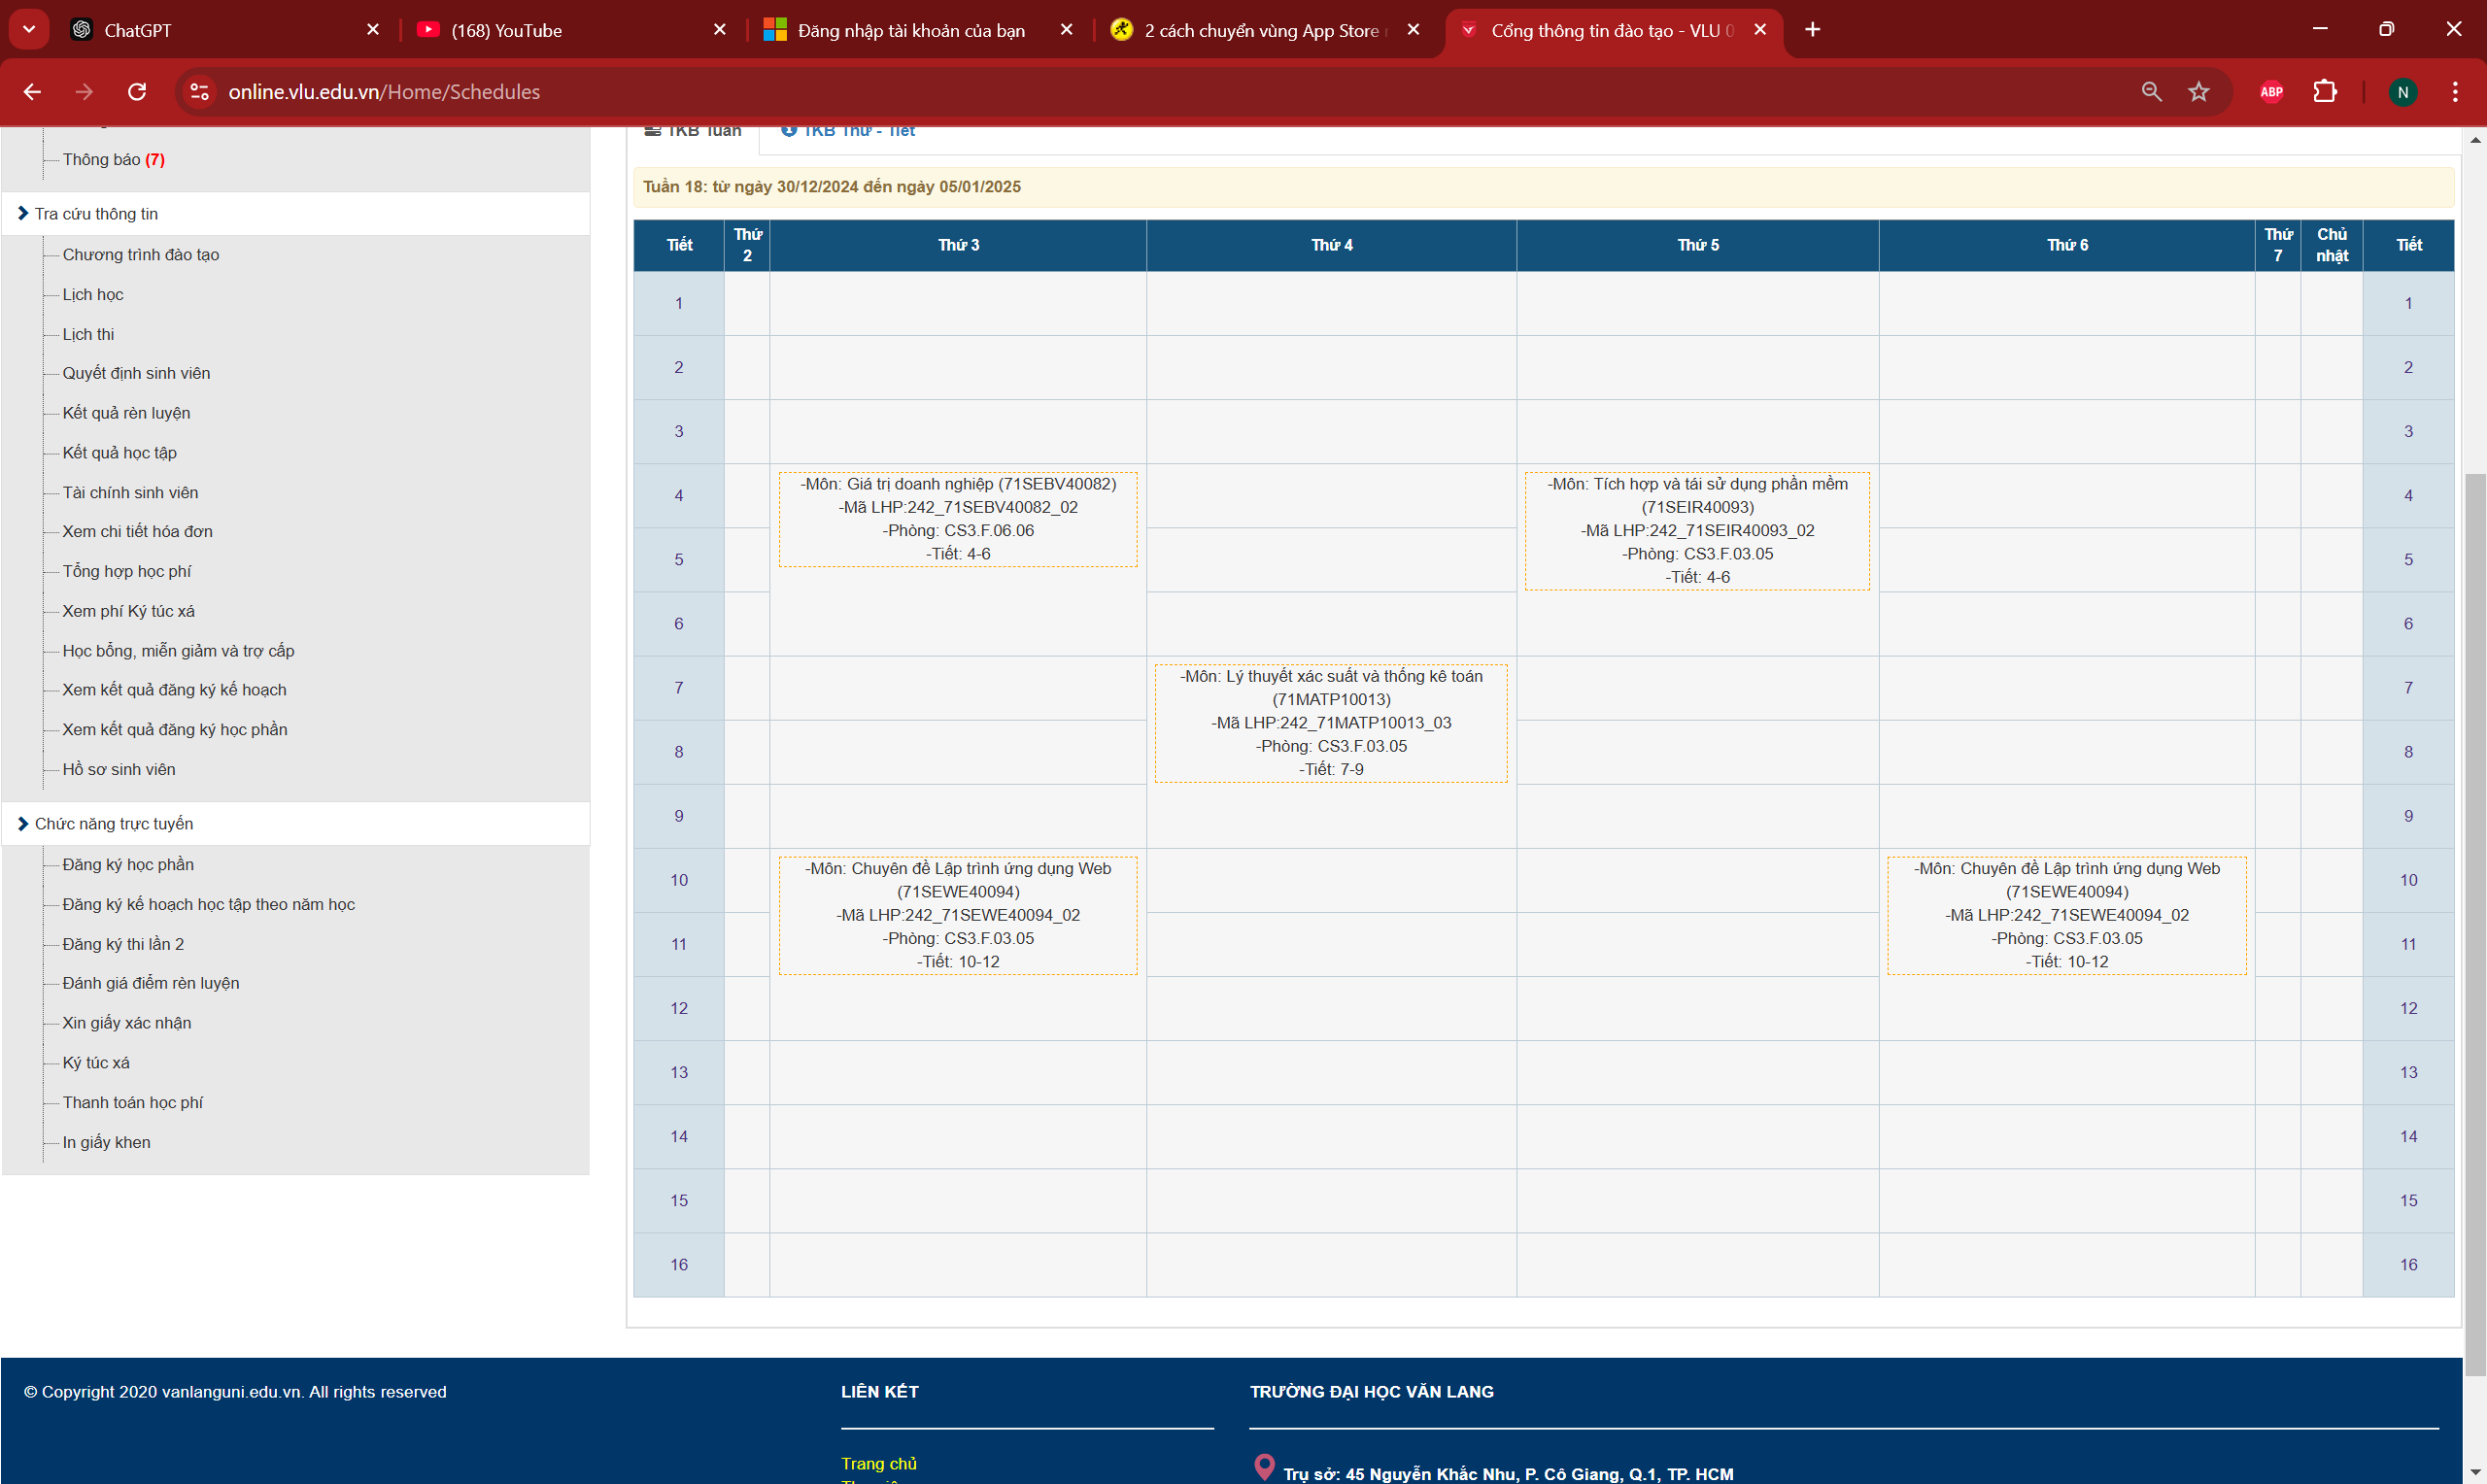 ChatGPT
(168) YouTube
Đăng nhập tài khoản của bạn
2 cách chuyển vùng App Store
Cổng thông tin đào tạo - VLU
online.vlu.edu.vn/Home/Schedules
ABP
N
TKB Tuần
TKB Thứ - Tiết
Thông báo (7)
Tra cứu thông tin
Chương trình đào tạo
Lịch học
Lịch thi
Quyết định sinh viên
Kết quả rèn luyện
Kết quả học tập
Tài chính sinh viên
Xem chi tiết hóa đơn
Tổng hợp học phí
Xem phí Ký túc xá
Học bổng, miễn giảm và trợ cấp
Xem kết quả đăng ký kế hoạch
Xem kết quả đăng ký học phần
Hồ sơ sinh viên
Chức năng trực tuyến
Đăng ký học phần
Đăng ký kế hoạch học tập theo năm học
Đăng ký thi lần 2
Đánh giá điểm rèn luyện
Xin giấy xác nhận
Ký túc xá
Thanh toán học phí
In giấy khen
Tuần 18: từ ngày 30/12/2024 đến ngày 05/01/2025
Tiết Thứ 2 Thứ 3 Thứ 4 Thứ 5 Thứ 6 Thứ 7 Chủ nhật Tiết
1 1
2 2
3 3
4 4
-Môn: Giá trị doanh nghiệp (71SEBV40082)
-Mã LHP:242_71SEBV40082_02
-Phòng: CS3.F.06.06
-Tiết: 4-6
-Môn: Tích hợp và tái sử dụng phần mềm
(71SEIR40093)
-Mã LHP:242_71SEIR40093_02
-Phòng: CS3.F.03.05
-Tiết: 4-6
5 5
6 6
7 7
-Môn: Lý thuyết xác suất và thống kê toán
(71MATP10013)
-Mã LHP:242_71MATP10013_03
-Phòng: CS3.F.03.05
-Tiết: 7-9
8 8
9 9
10 10
-Môn: Chuyên đề Lập trình ứng dụng Web
(71SEWE40094)
-Mã LHP:242_71SEWE40094_02
-Phòng: CS3.F.03.05
-Tiết: 10-12
-Môn: Chuyên đề Lập trình ứng dụng Web
(71SEWE40094)
-Mã LHP:242_71SEWE40094_02
-Phòng: CS3.F.03.05
-Tiết: 10-12
11 11
12 12
13 13
14 14
15 15
16 16
© Copyright 2020 vanlanguni.edu.vn. All rights reserved
LIÊN KẾT
Trang chủ
TRƯỜNG ĐẠI HỌC VĂN LANG
Trụ sở: 45 Nguyễn Khắc Nhu, P. Cô Giang, Q.1, TP. HCM